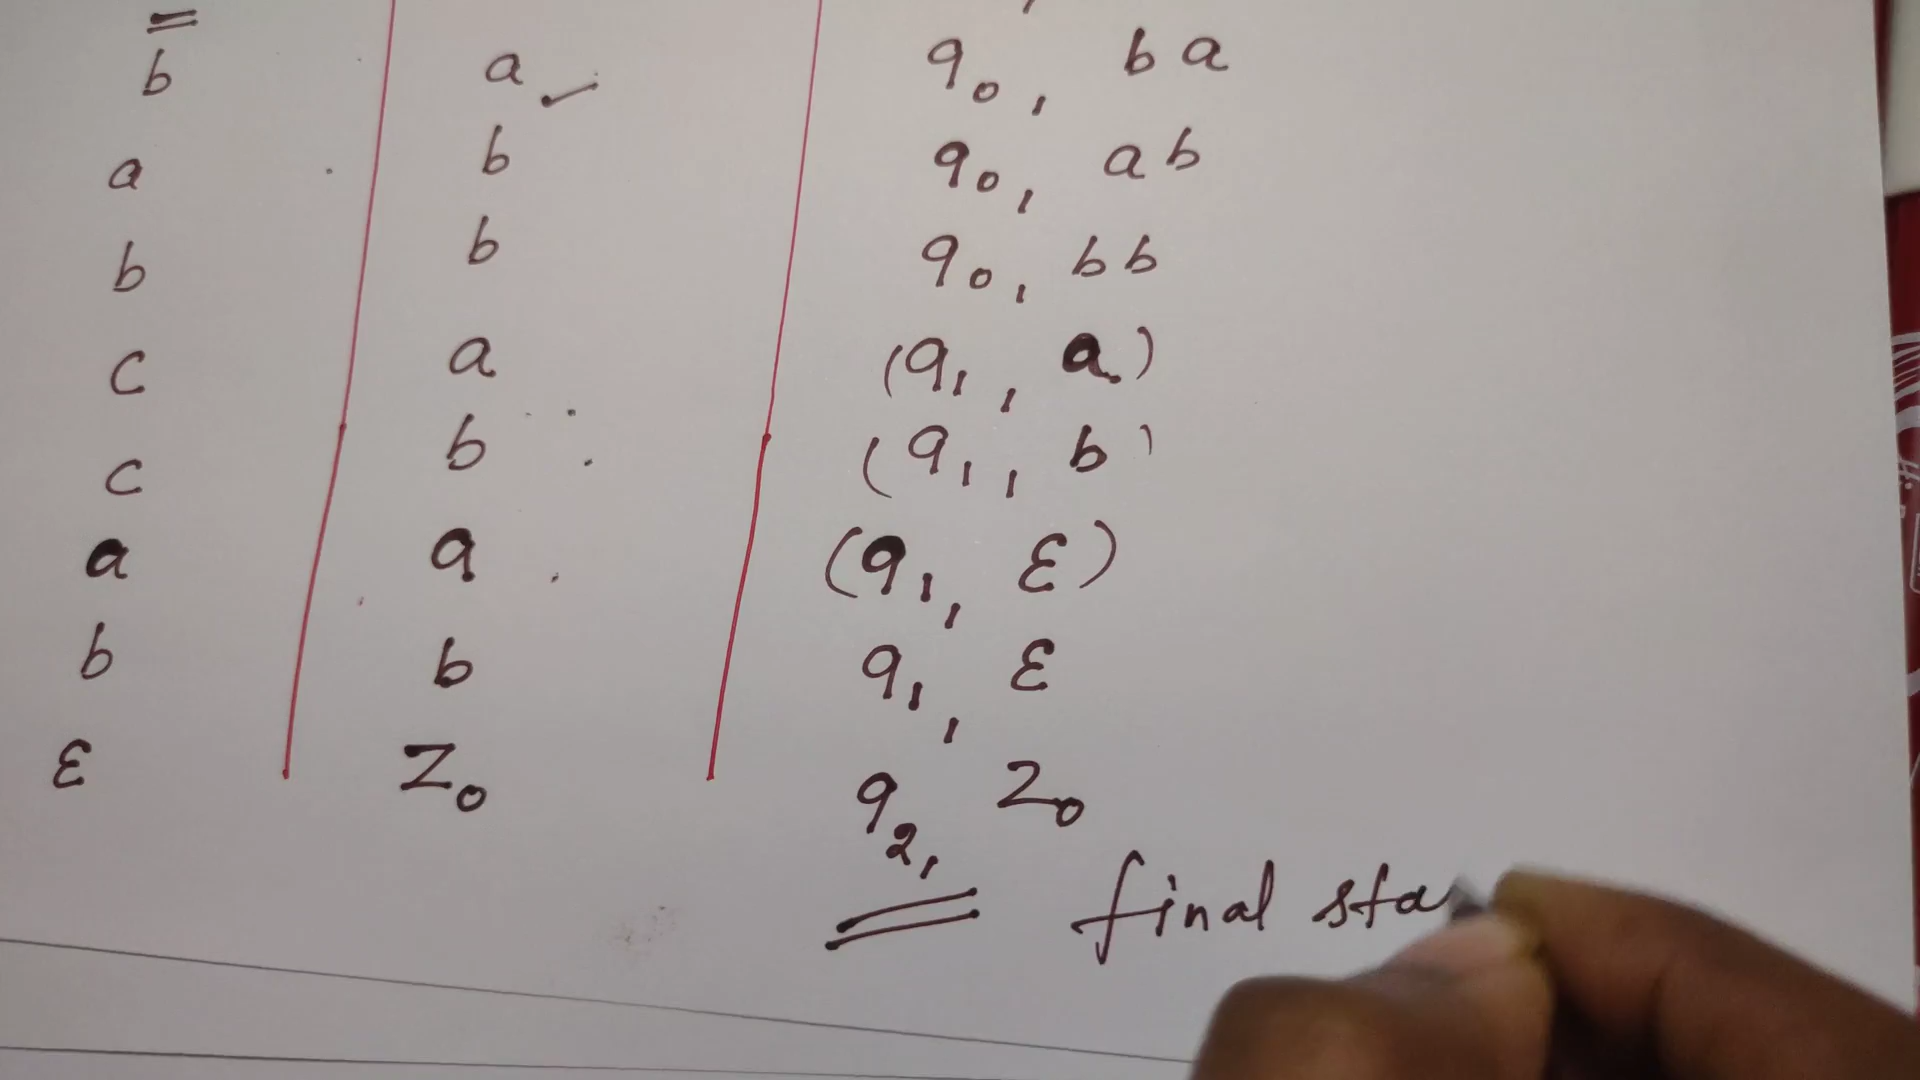 b a q0, ba
a b q0, ab
b b q0, bb
c a (q1, a)
c b (q1, b)
a a (q1, ε)
b b q1, ε
ε Z0 q2, Z0
final sta